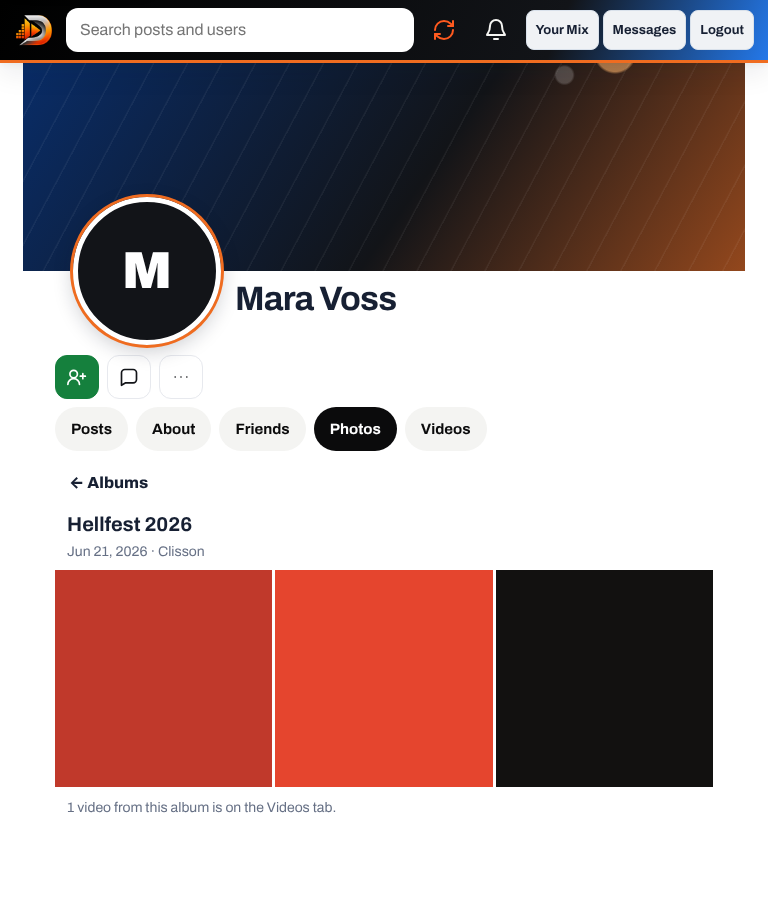 Search posts and users
Your Mix
Messages
Logout
M
Mara Voss
Posts
About
Friends
Photos
Videos
← Albums
Hellfest 2026
Jun 21, 2026 · Clisson
1 video from this album is on the Videos tab.